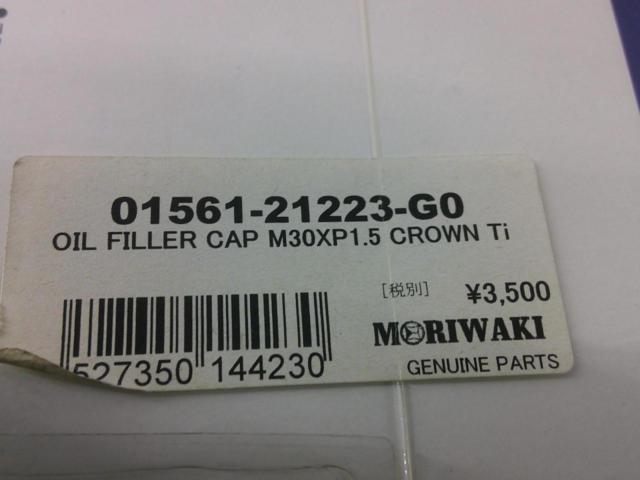 01561-21223-G0
OIL FILLER CAP M30XP1.5 CROWN Ti
[税別] ¥3,500
MORIWAKI
527350 144230
GENUINE PARTS